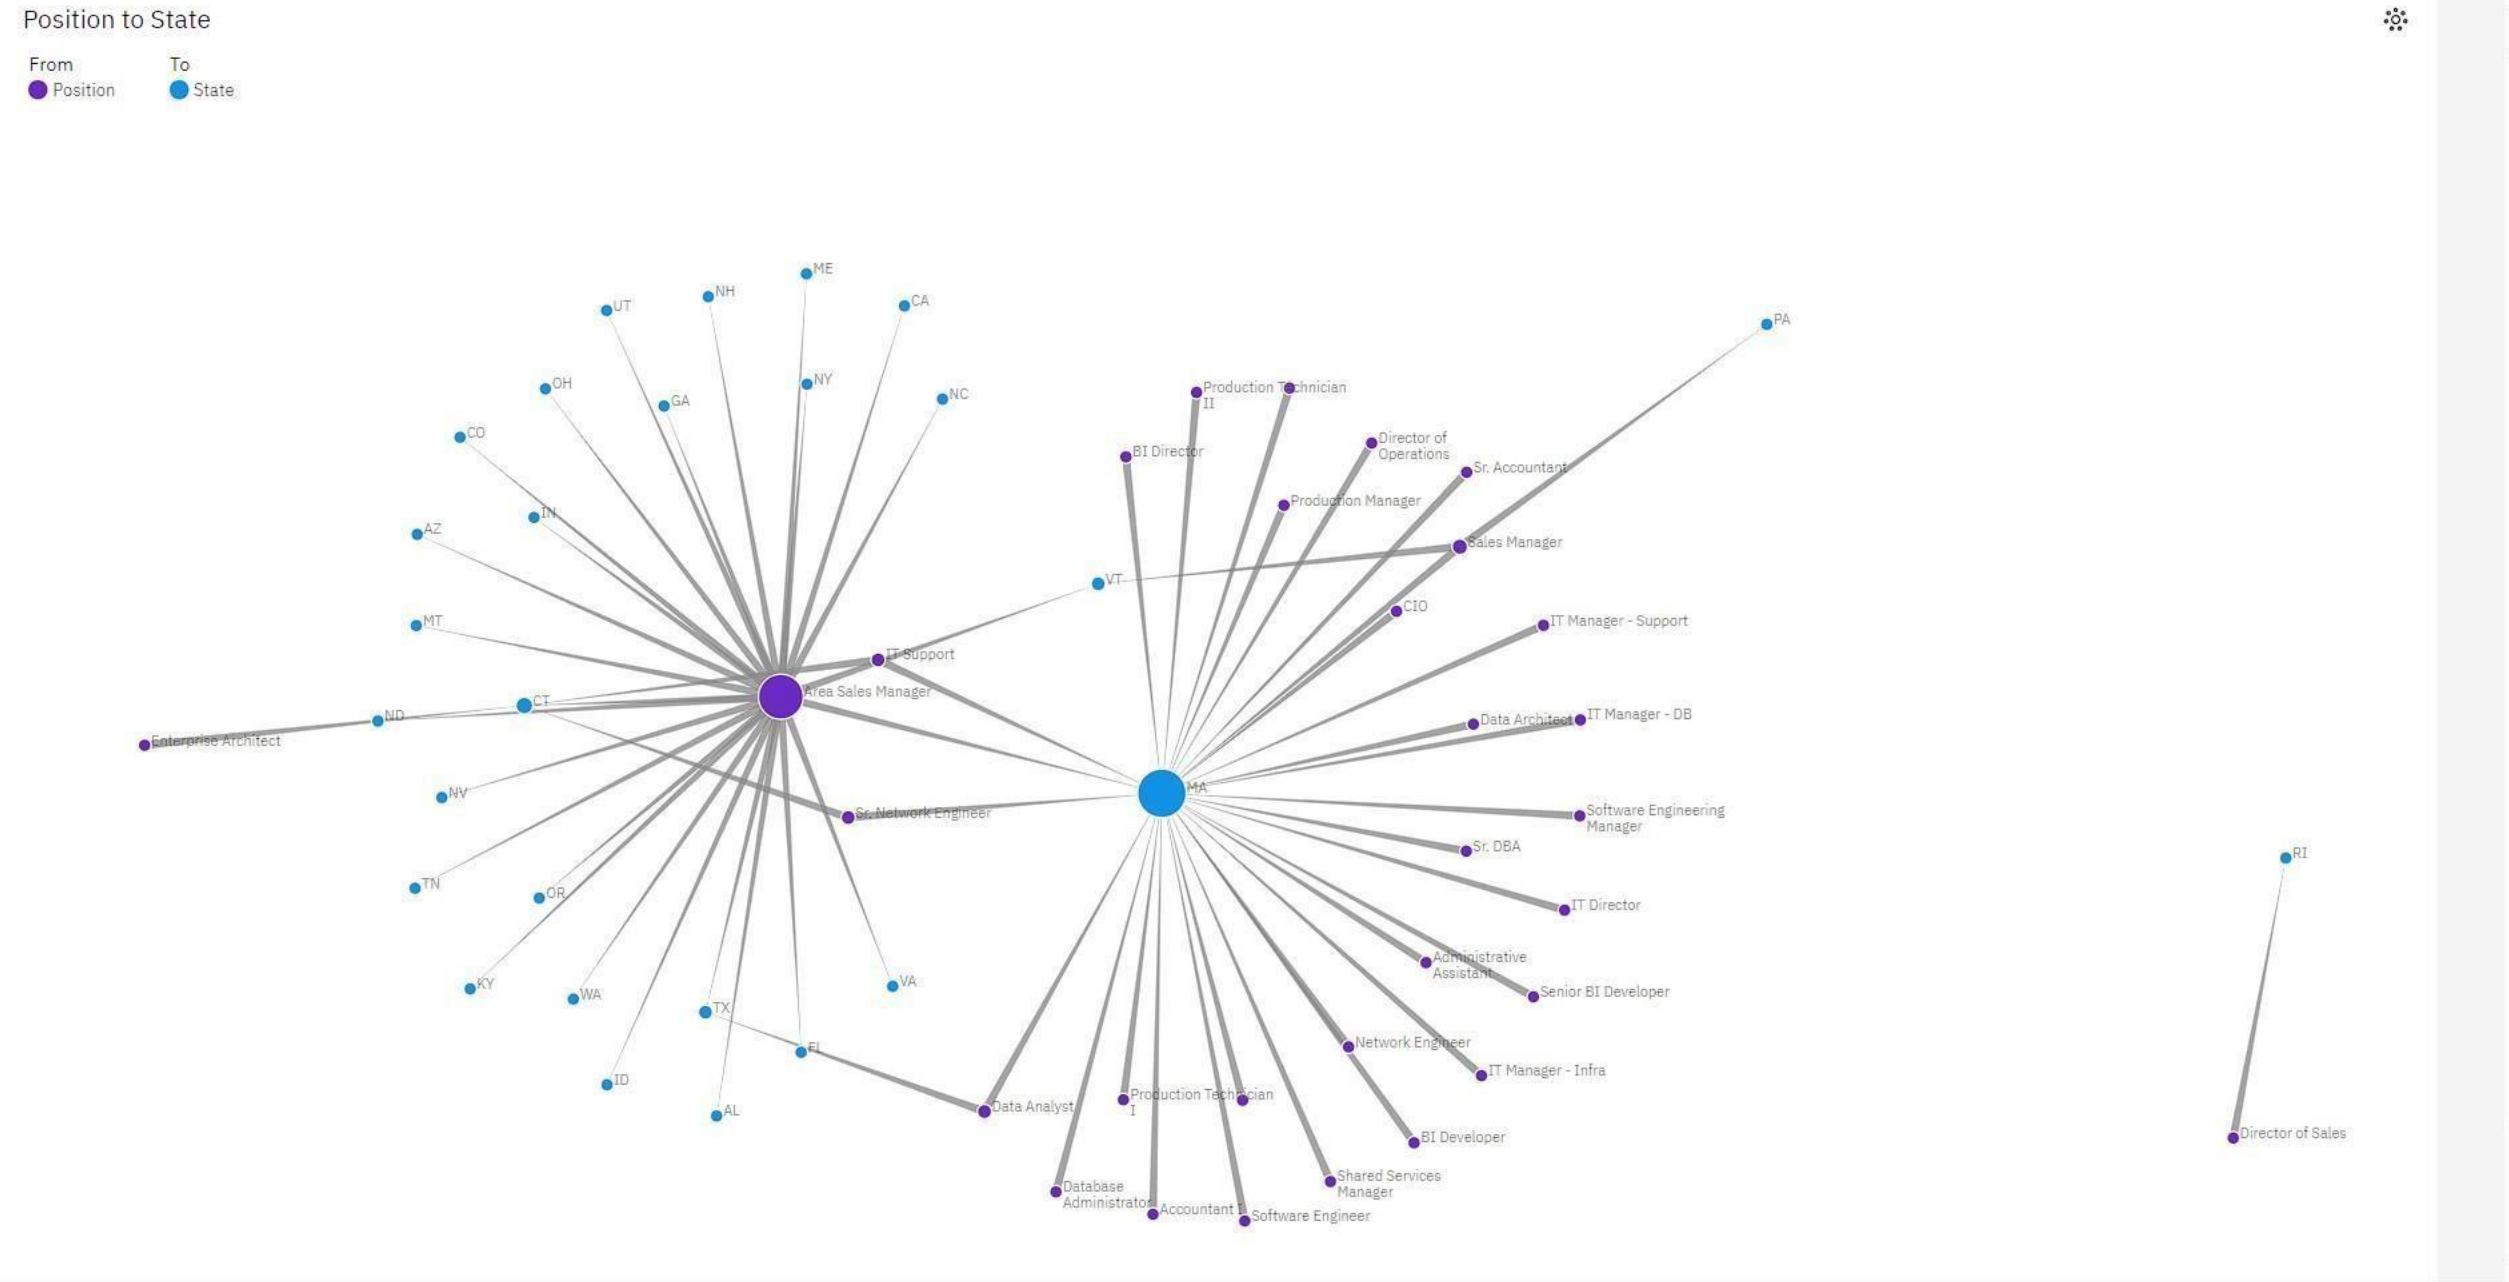 Position to State
From
To
Position
State
ME
NH
CA
UT
PA
OH
NY
NC
GA
Production Technician
II
CO
Director of
Operations
BI Director
Sr. Accountant
Production Manager
IN
AZ
Sales Manager
VT
CIO
MT
IT Manager - Support
IT Support
Area Sales Manager
CT
ND
Data Architect
IT Manager - DB
Enterprise Architect
MA
NV
Sr. Network Engineer
Software Engineering
Manager
Sr. DBA
RI
TN
OR
IT Director
Administrative
Assistant
KY
WA
VA
Senior BI Developer
TX
FL
Network Engineer
IT Manager - Infra
ID
AL
Data Analyst
Production Technician
I
BI Developer
Director of Sales
Shared Services
Manager
Database
Administrator
Accountant I
Software Engineer